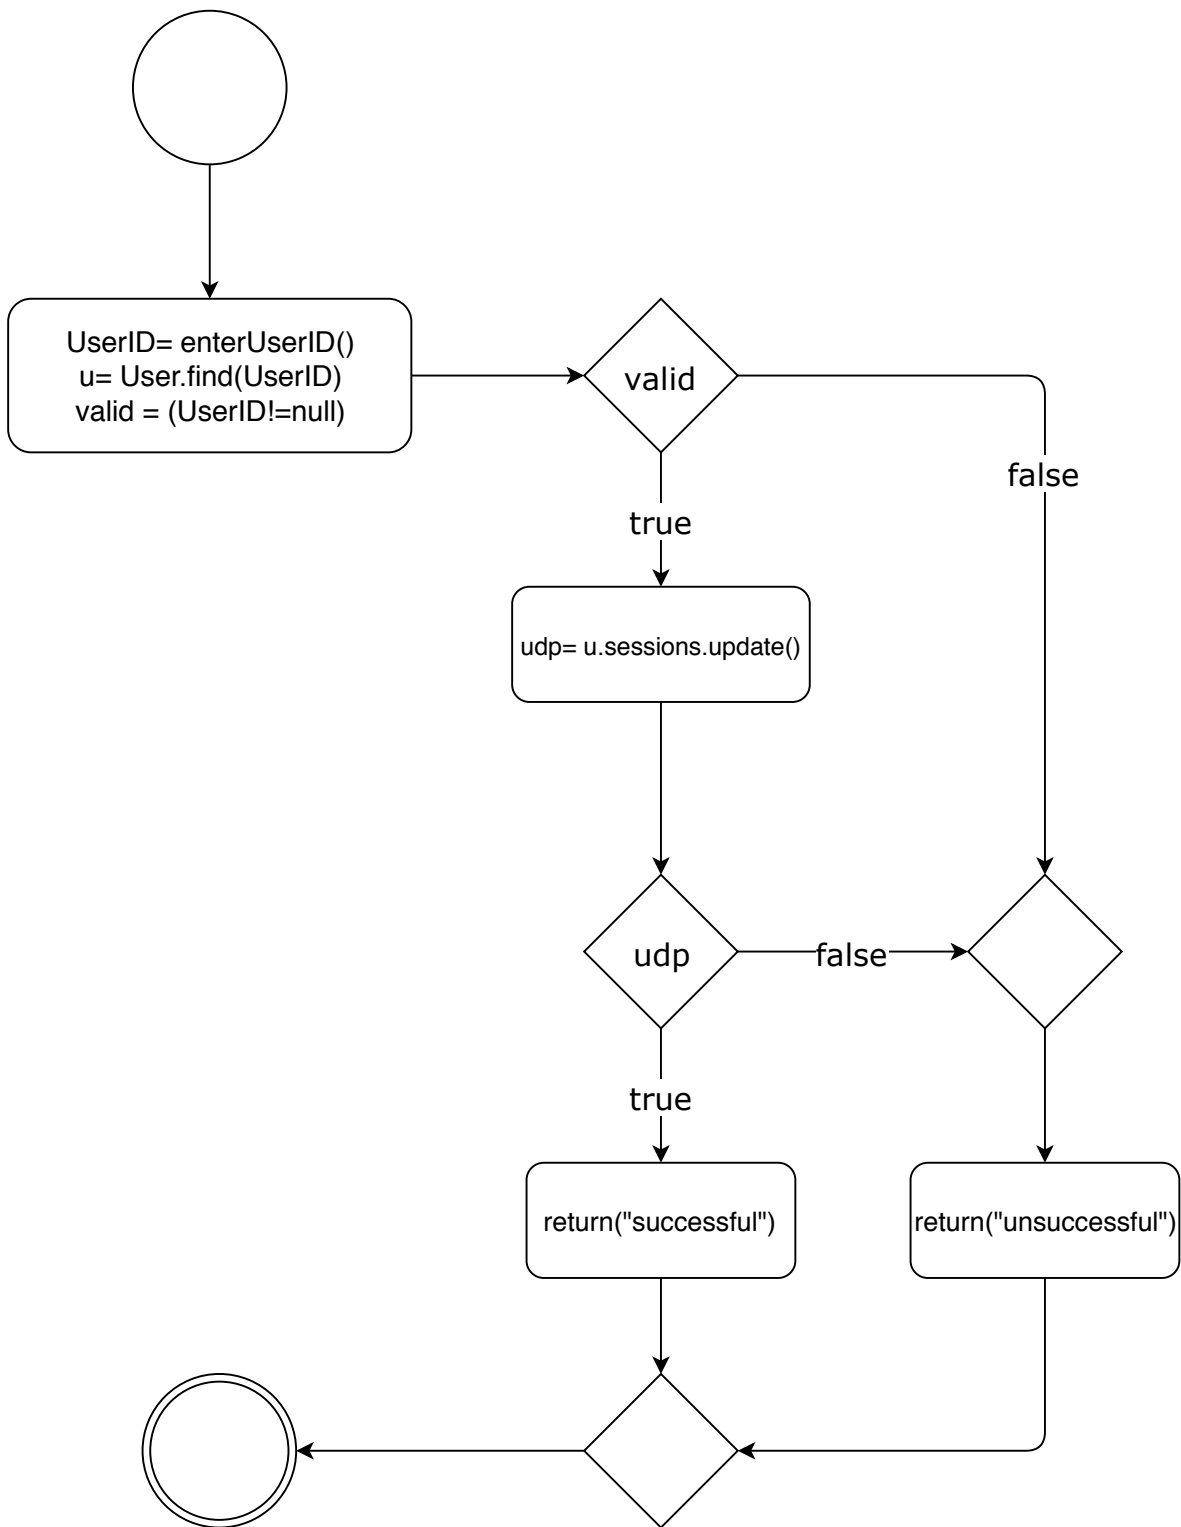 UserID= enterUserID()
u= User.find(UserID)
valid = (UserID!=null)
valid
false
true
udp= u.sessions.update()
udp
false
true
return("successful")
return("unsuccessful")